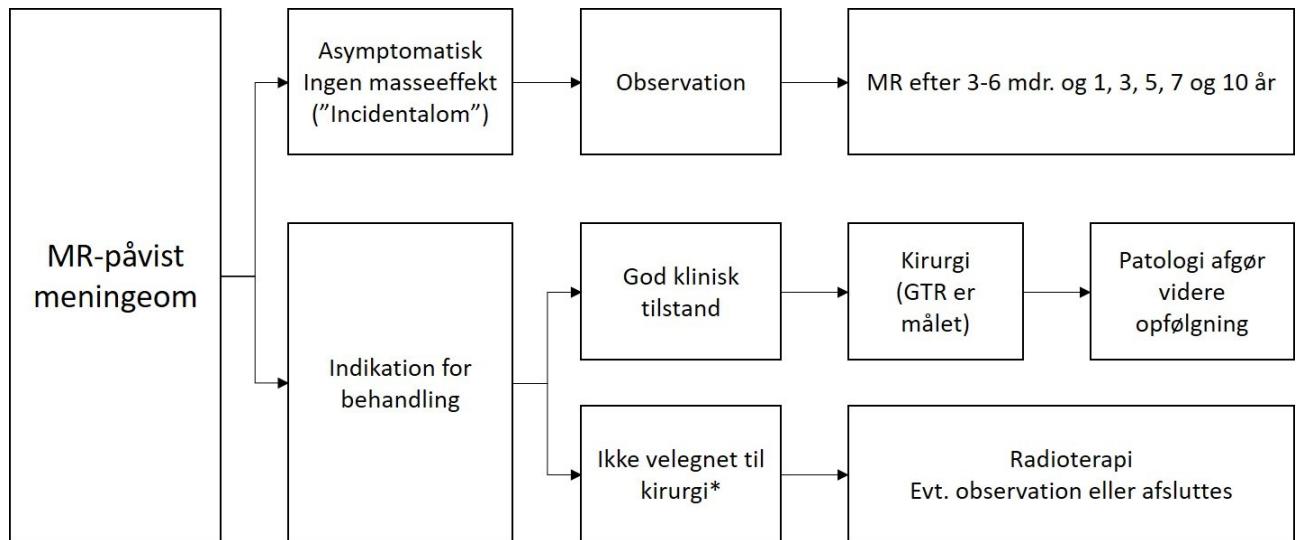 MR-påvist
meningeom
Asymptomatisk
Ingen masseeffekt
(”Incidentalom”)
Observation
MR efter 3-6 mdr. og 1, 3, 5, 7 og 10 år
Indikation for
behandling
God klinisk
tilstand
Kirurgi
(GTR er
målet)
Patologi afgør
videre
opfølgning
Ikke velegnet til
kirurgi*
Radioterapi
Evt. observation eller afsluttes